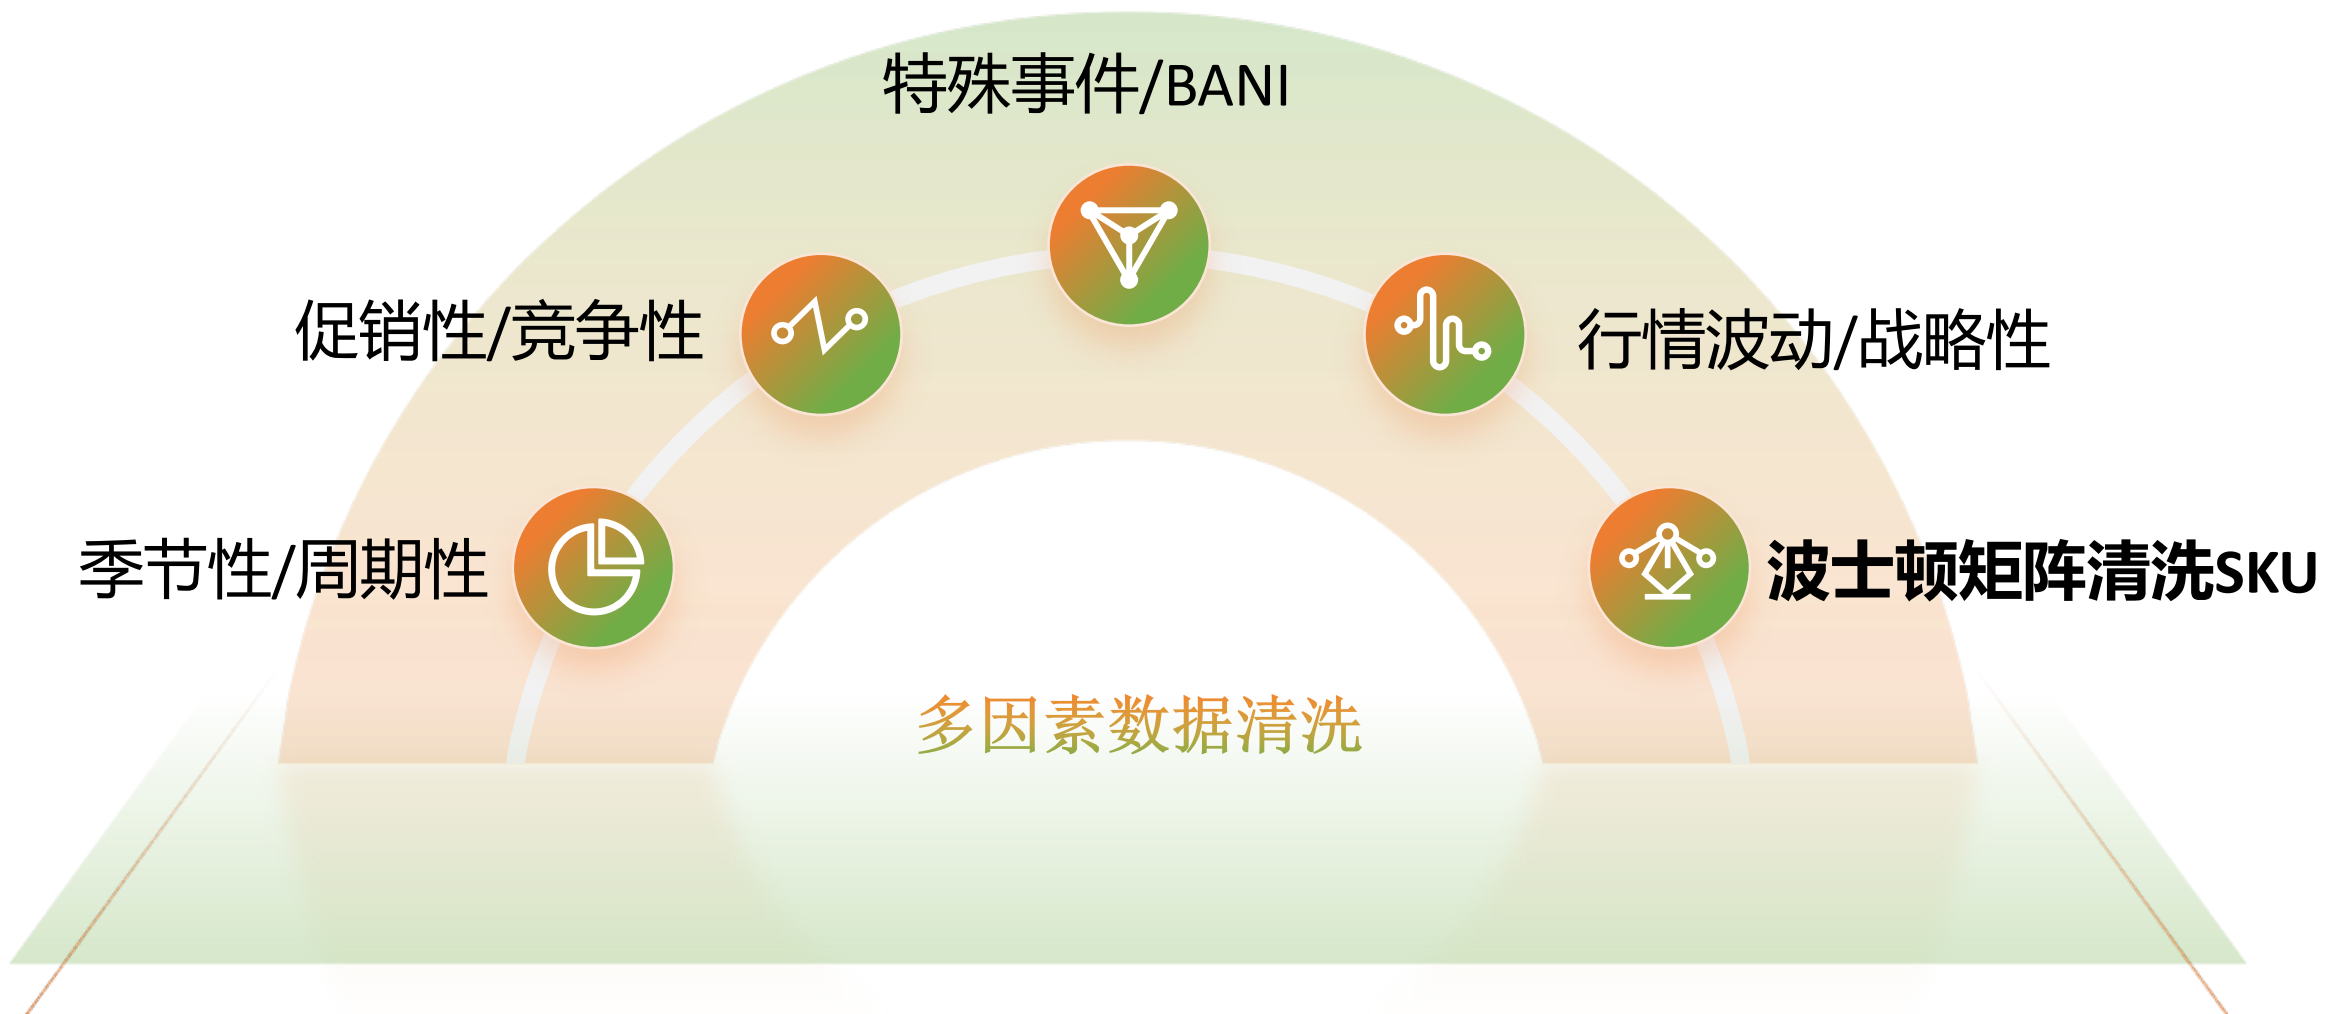 特殊事件/BANI
促销性/竞争性
行情波动/战略性
季节性/周期性
波士顿矩阵清洗SKU
多因素数据清洗